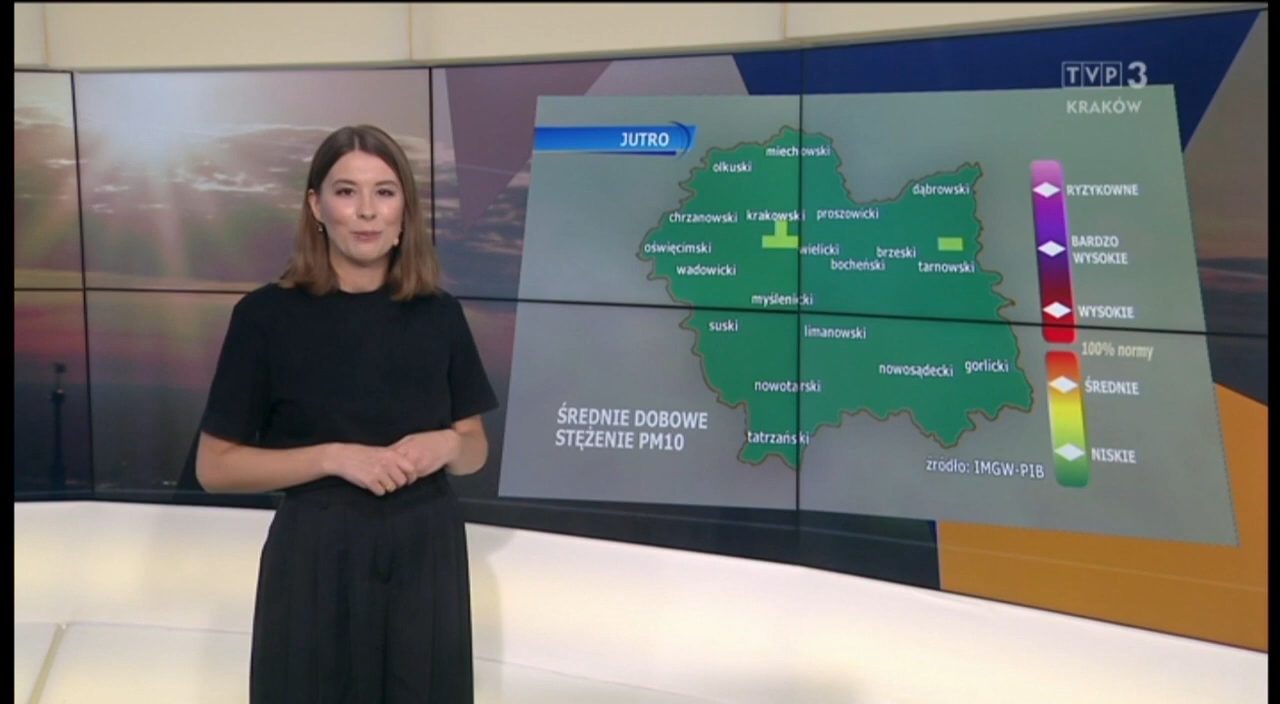 TVP3
KRAKÓW
JUTRO
miechowski
olkuski
dąbrowski
chrzanowski
krakowski
proszowicki
oświęcimski
wielicki
brzeski
wadowicki
bocheński
tarnowski
myślenicki
suski
limanowski
nowosądecki
gorlicki
nowotarski
tatrzański
ŚREDNIE DOBOWE
STĘŻENIE PM10
źródło: IMGW-PIB
RYZYKOWNE
BARDZO
WYSOKIE
WYSOKIE
100% normy
ŚREDNIE
NISKIE